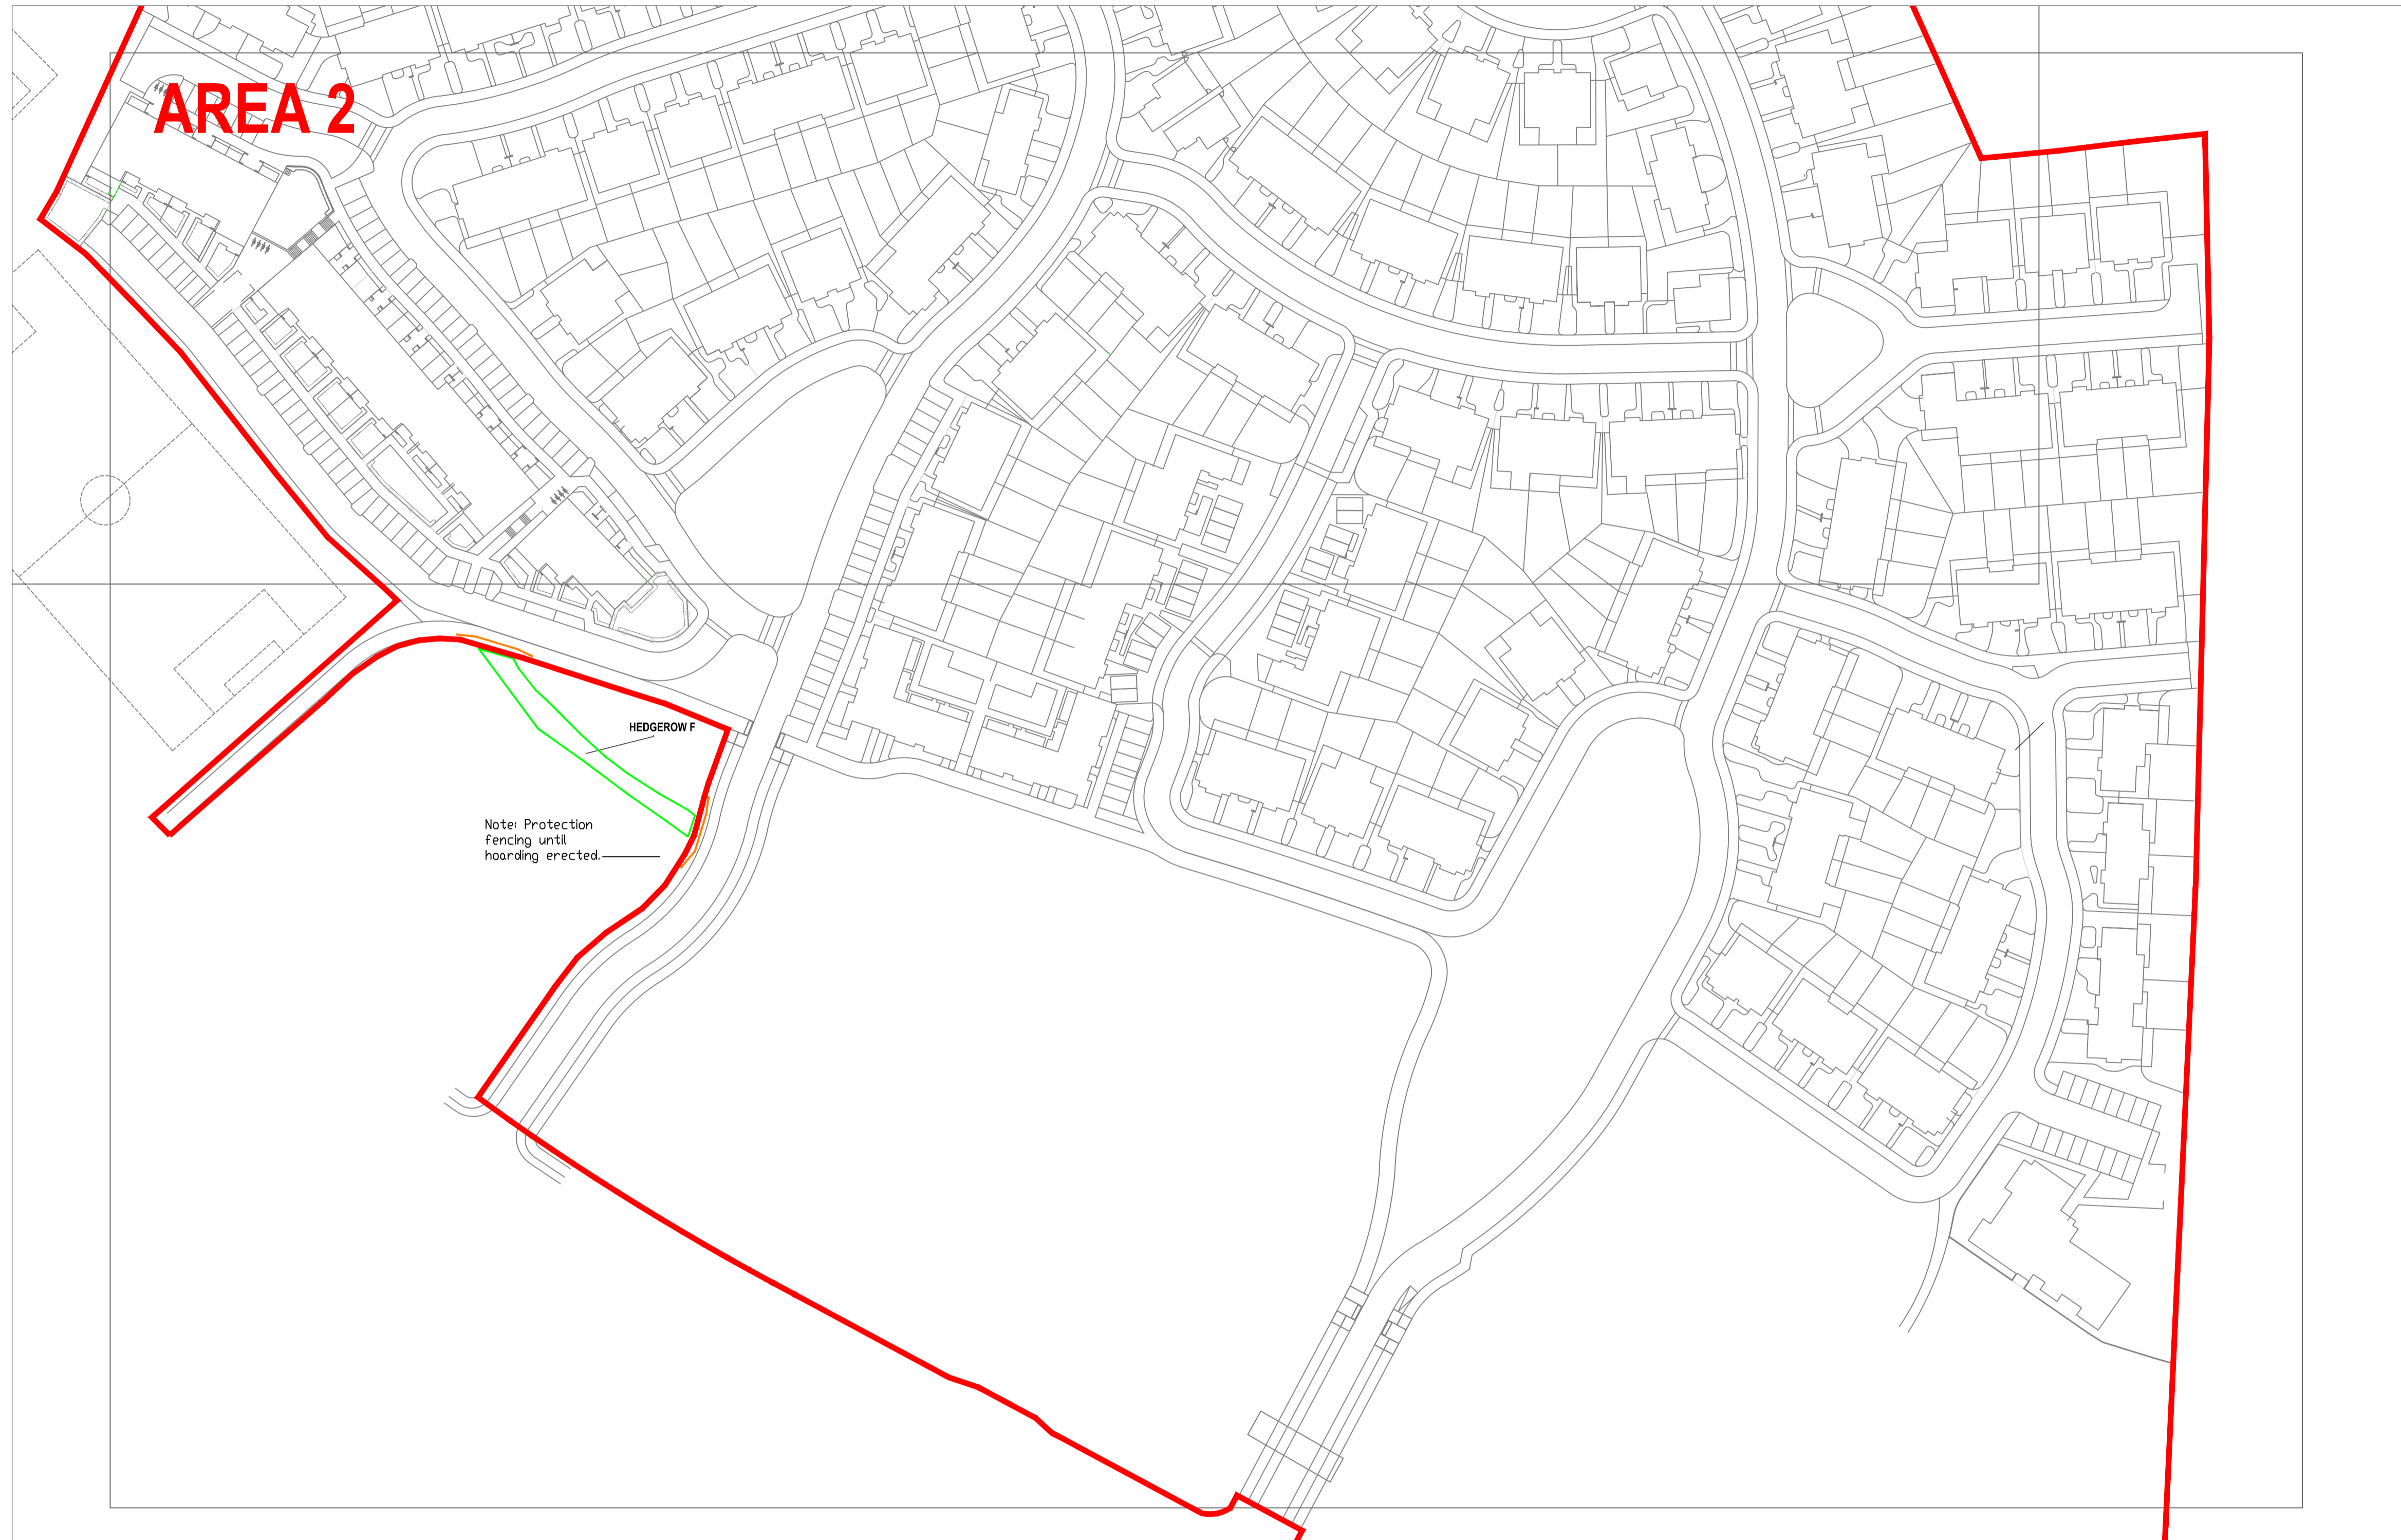 AREA 2
HEDGEROW F
Note: Protection
fencing until
hoarding erected.